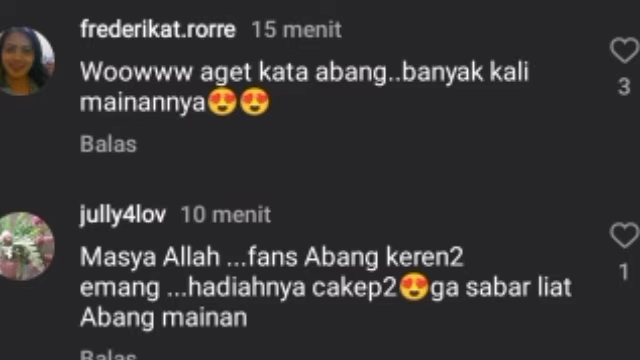 frederikat.rorre 15 menit
Woowww aget kata abang..banyak kali
mainannya😍😍
3
Balas
jully4lov 10 menit
Masya Allah ...fans Abang keren2
1
emang ...hadiahnya cakep2😍ga sabar liat
Abang mainan
Balas